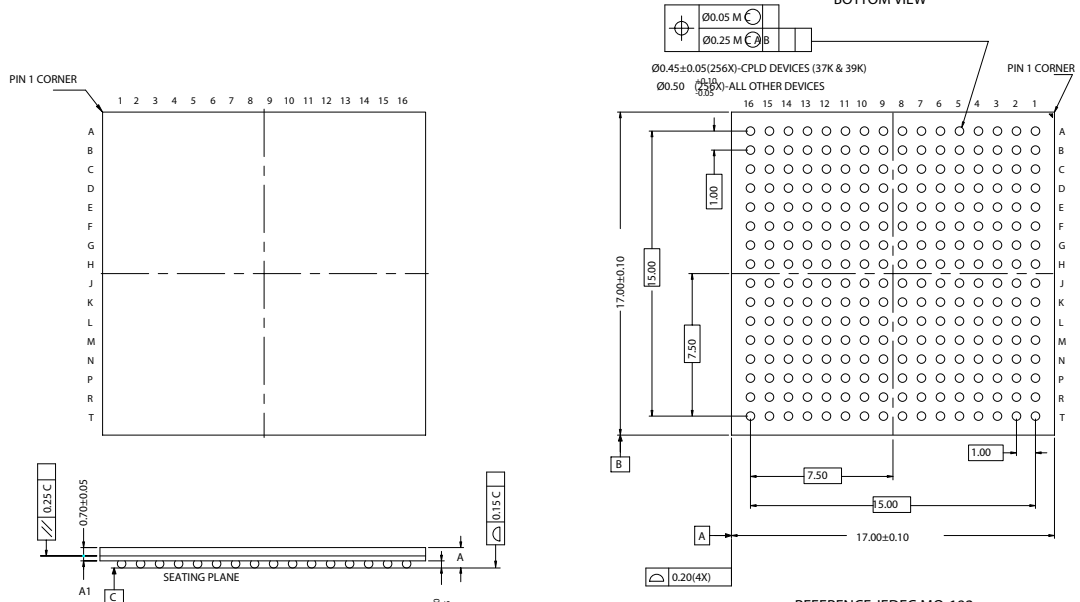 BOTTOM VIEW
Ø0.05 M C
Ø0.25 M C A B
Ø0.45±0.05(256X)-CPLD DEVICES (37K & 39K)
Ø0.50 (256X)-ALL OTHER DEVICES
+0.10
-0.05
PIN 1 CORNER
PIN 1 CORNER
1 2 3 4 5 6 7 8 9 10 11 12 13 14 15 16
16 15 14 13 12 11 10 9 8 7 6 5 4 3 2 1
A
B
C
D
E
F
G
H
J
K
L
M
N
P
R
T
A
B
C
D
E
F
G
H
J
K
L
M
N
P
R
T
1.00
15.00
7.50
17.00±0.10
B
1.00
7.50
15.00
A
17.00±0.10
0.20(4X)
0.25 C
0.70±0.05
0.15 C
A
SEATING PLANE
A1
C